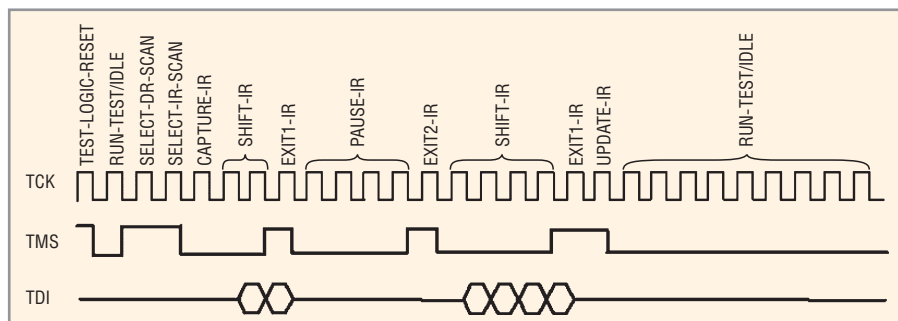 TEST-LOGIC-RESET
RUN-TEST/IDLE
SELECT-DR-SCAN
SELECT-IR-SCAN
CAPTURE-IR
SHIFT-IR
EXIT1-IR
PAUSE-IR
EXIT2-IR
SHIFT-IR
EXIT1-IR
UPDATE-IR
RUN-TEST/IDLE
TCK
TMS
TDI